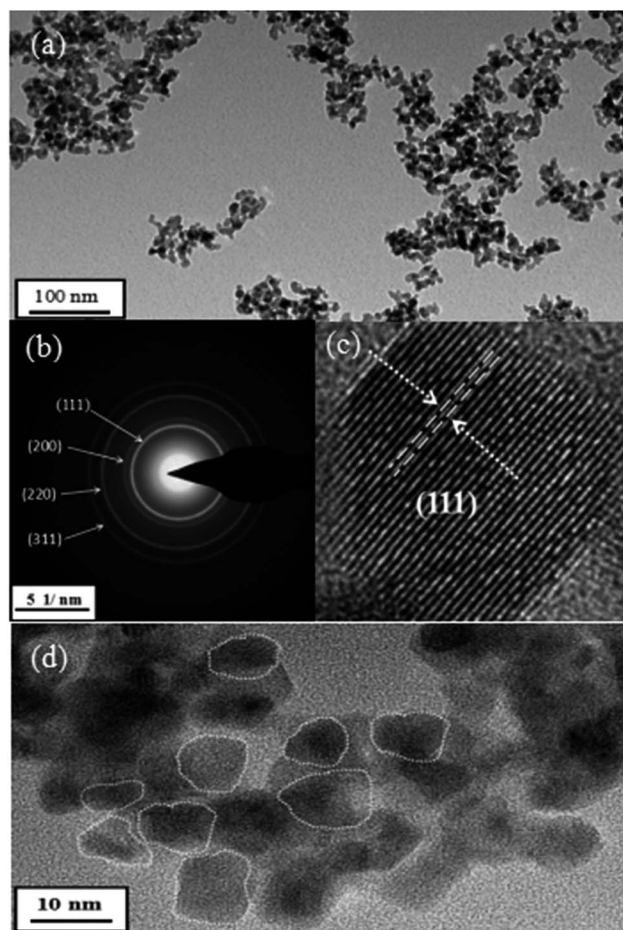 (a)
100 nm
(b)
(c)
(111)
(200)
(220)
(311)
5 1/nm
(111)
(d)
10 nm